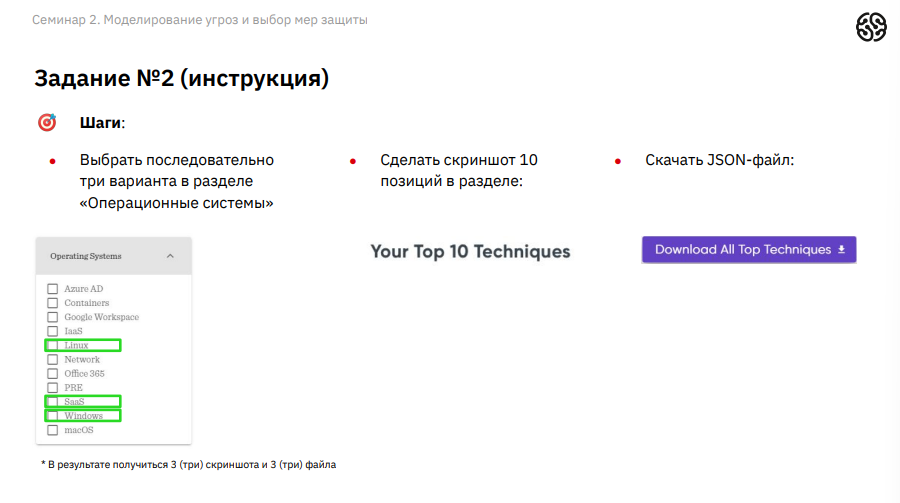 Семинар 2. Моделирование угроз и выбор мер защиты
Задание №2 (инструкция)
Шаги:
Выбрать последовательно
три варианта в разделе
«Операционные системы»
Сделать скриншот 10
позиций в разделе:
Скачать JSON-файл:
Operating Systems
Azure AD
Containers
Google Workspace
IaaS
Linux
Network
Office 365
PRE
SaaS
Windows
macOS
Your Top 10 Techniques
Download All Top Techniques
* В результате получиться 3 (три) скриншота и 3 (три) файла